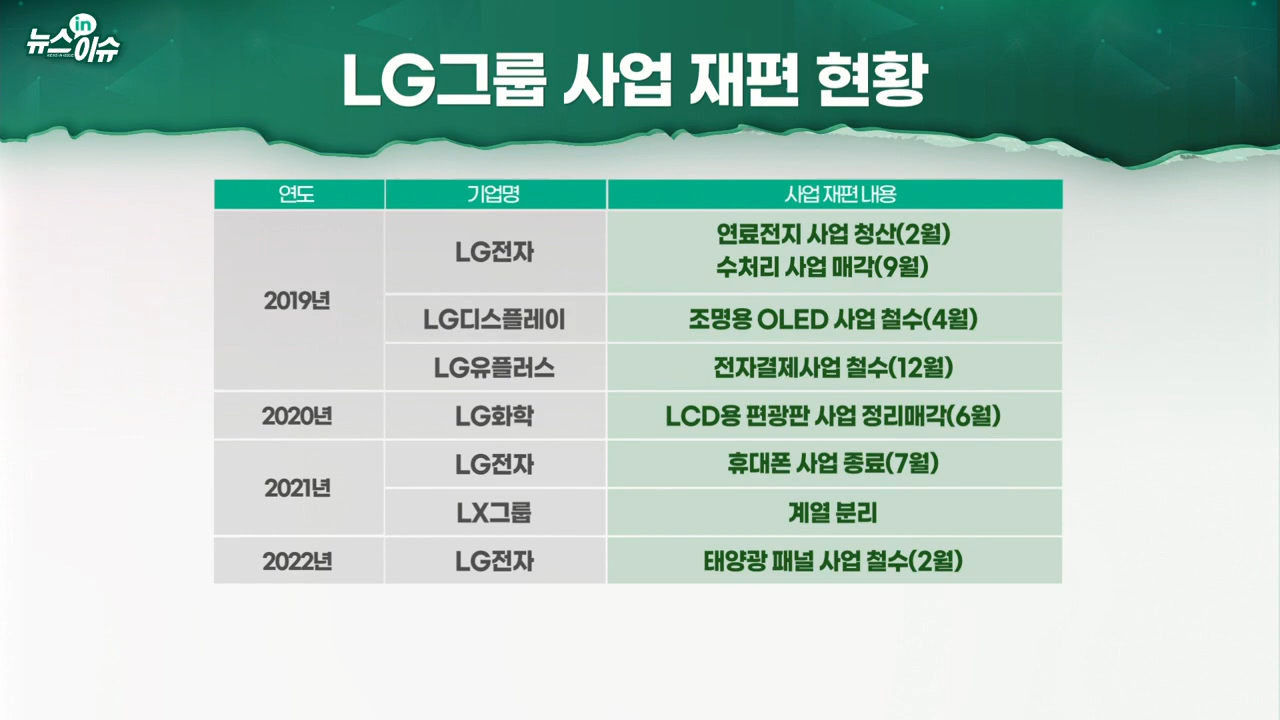 뉴스in이슈
LG그룹 사업 재편 현황
연도 기업명 사업 재편 내용
2019년 LG전자 연료전지 사업 청산(2월)
수처리 사업 매각(9월)
LG디스플레이 조명용 OLED 사업 철수(4월)
LG유플러스 전자결제사업 철수(12월)
2020년 LG화학 LCD용 편광판 사업 정리매각(6월)
2021년 LG전자 휴대폰 사업 종료(7월)
LX그룹 계열 분리
2022년 LG전자 태양광 패널 사업 철수(2월)